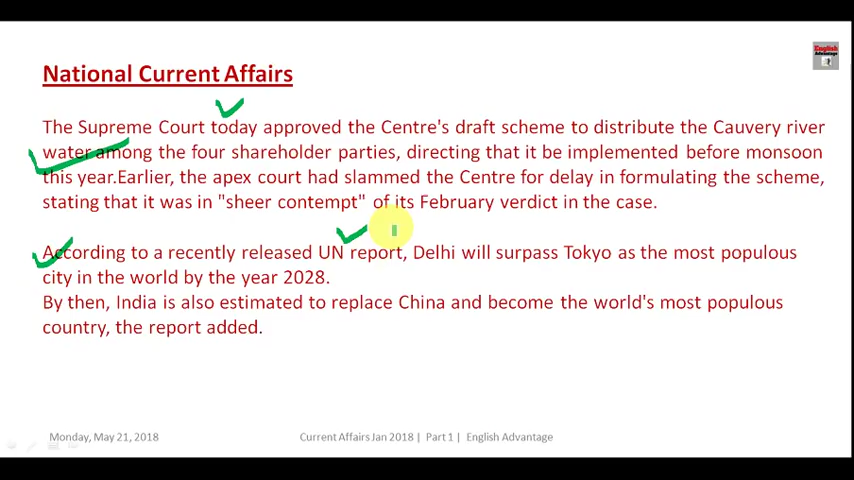 English
Advantage
National Current Affairs
The Supreme Court today approved the Centre's draft scheme to distribute the Cauvery river
water among the four shareholder parties, directing that it be implemented before monsoon
this year.Earlier, the apex court had slammed the Centre for delay in formulating the scheme,
stating that it was in "sheer contempt" of its February verdict in the case.
According to a recently released UN report, Delhi will surpass Tokyo as the most populous
city in the world by the year 2028.
By then, India is also estimated to replace China and become the world's most populous
country, the report added.
Monday, May 21, 2018
Current Affairs Jan 2018 | Part 1 | English Advantage